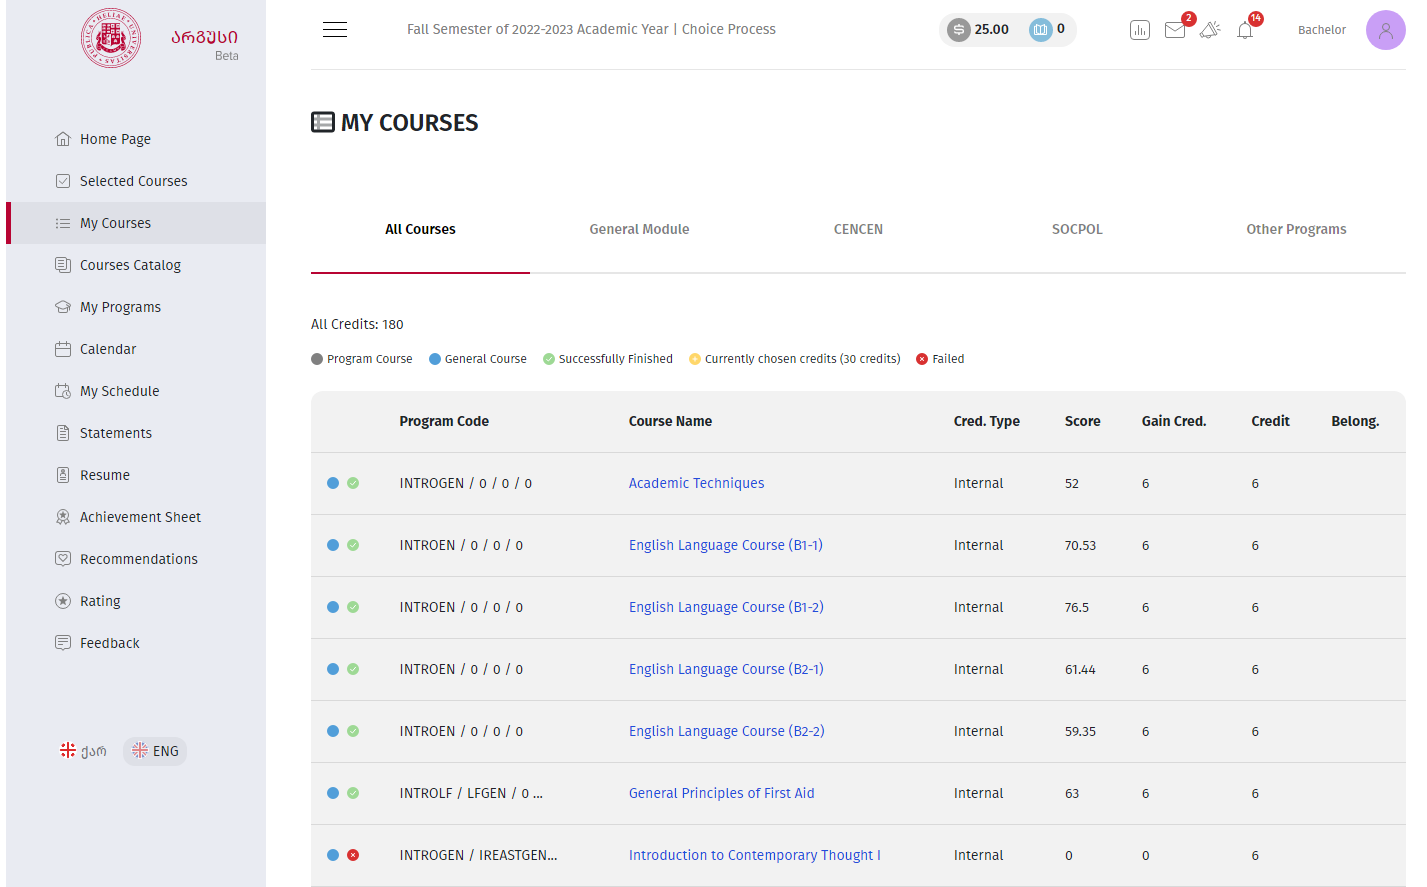 არგუსი
Beta
Home Page
Selected Courses
My Courses
Courses Catalog
My Programs
Calendar
My Schedule
Statements
Resume
Achievement Sheet
Recommendations
Rating
Feedback
ქარ ENG
Fall Semester of 2022-2023 Academic Year | Choice Process
25.00 0
2 14
Bachelor
MY COURSES
All Courses General Module CENCEN SOCPOL Other Programs
All Credits: 180
Program Course General Course Successfully Finished Currently chosen credits (30 credits) Failed
Program Code Course Name Cred. Type Score Gain Cred. Credit Belong.
INTROGEN / 0 / 0 / 0 Academic Techniques Internal 52 6 6
INTROEN / 0 / 0 / 0 English Language Course (B1-1) Internal 70.53 6 6
INTROEN / 0 / 0 / 0 English Language Course (B1-2) Internal 76.5 6 6
INTROEN / 0 / 0 / 0 English Language Course (B2-1) Internal 61.44 6 6
INTROEN / 0 / 0 / 0 English Language Course (B2-2) Internal 59.35 6 6
INTROLF / LFGEN / 0 ... General Principles of First Aid Internal 63 6 6
INTROGEN / IREASTGEN... Introduction to Contemporary Thought I Internal 0 0 6